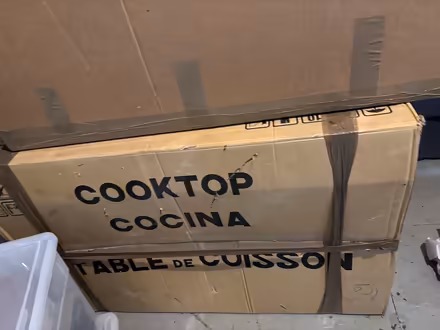 COOKTOP
COCINA
TABLE DE CUISSON